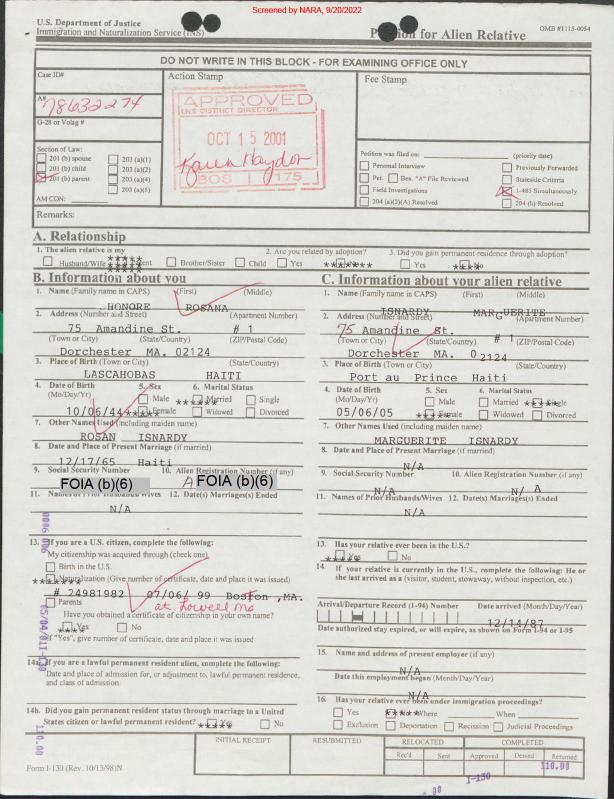 Screened by NARA, 9/20/2022
U.S. Department of Justice
Immigration and Naturalization Service (INS)
for Alien Relative
OMB #1115-0054
DO NOT WRITE IN THIS BLOCK - FOR EXAMINING OFFICE ONLY
Case ID#
Action Stamp
Fee Stamp
A#
78632274
G-28 or Volag #
APPROVED
INS DISTRICT DIRECTOR
OCT 15 2001
Karen Haydon
BOS 175
Section of Law:
201 (b) spouse 203 (a)(1)
201 (b) child 203 (a)(2)
201 (b) parent 203 (a)(4)
203 (a)(5)
AM CON:
Petition was filed on: (priority date)
Personal Interview Previously Forwarded
Pet. Ben. "A" File Reviewed Stateside Criteria
Field Investigations I-485 Simultaneously
204 (a)(2)(A) Resolved 204 (h) Resolved
Remarks:
A. Relationship
1. The alien relative is my
2. Are you related by adoption?
3. Did you gain permanent residence through adoption?
Husband/Wife Parent Brother/Sister Child Yes No Yes No
B. Information about you
1. Name (Family name in CAPS) (First) (Middle)
HONORE ROSANA
2. Address (Number and Street) (Apartment Number)
75 Amandine St. # 1
(Town or City) (State/Country) (ZIP/Postal Code)
Dorchester MA. 02124
3. Place of Birth (Town or City) (State/Country)
LASCAHOBAS HAITI
4. Date of Birth 5. Sex 6. Marital Status
(Mo/Day/Yr) Male Married Single
10/06/44 Female Widowed Divorced
7. Other Names Used (including maiden name)
ROSAN ISNARDY
8. Date and Place of Present Marriage (if married)
12/17/65 Haiti
9. Social Security Number 10. Alien Registration Number (if any)
FOIA (b)(6) A FOIA (b)(6)
11. Names of Prior Husbands/Wives 12. Date(s) Marriages(s) Ended
N/A
13. If you are a U.S. citizen, complete the following:
My citizenship was acquired through (check one)
Birth in the U.S.
Naturalization (Give number of certificate, date and place it was issued)
# 24981982 07/06/ 99 Boston ,MA.
at Lowell Ma
Parents
Have you obtained a certificate of citizenship in your own name?
Yes No
If "Yes", give number of certificate, date and place it was issued
14a. If you are a lawful permanent resident alien, complete the following:
Date and place of admission for, or adjustment to, lawful permanent residence,
and class of admission:
14b. Did you gain permanent resident status through marriage to a United
States citizen or lawful permanent resident? Yes No
C. Information about your alien relative
1. Name (Family name in CAPS) (First) (Middle)
ISNARDY MARGUERITE
2. Address (Number and Street) (Apartment Number)
75 Amandine St. # 1
(Town or City) (State/Country) (ZIP/Postal Code)
Dorchester MA. 02124
3. Place of Birth (Town or City) (State/Country)
Port au Prince Haiti
4. Date of Birth 5. Sex 6. Marital Status
(Mo/Day/Yr) Male Married Single
05/06/05 Female Widowed Divorced
7. Other Names Used (including maiden name)
MARGUERITE ISNARDY
8. Date and Place of Present Marriage (if married)
N/A
9. Social Security Number 10. Alien Registration Number (if any)
N/A N/ A
11. Names of Prior Husbands/Wives 12. Date(s) Marriages(s) Ended
N/A
13. Has your relative ever been in the U.S.?
Yes No
14. If your relative is currently in the U.S., complete the following: He or
she last arrived as a (visitor, student, stowaway, without inspection, etc.)
Arrival/Departure Record (I-94) Number Date arrived (Month/Day/Year)
12/14/87
Date authorized stay expired, or will expire, as shown on Form I-94 or I-95
15. Name and address of present employer (if any)
N/A
Date this employment began (Month/Day/Year)
N/A
16. Has your relative ever been under immigration proceedings?
Yes Where When
Exclusion Deportation Recission Judicial Proceedings
INITIAL RECEIPT RESUBMITTED RELOCATED COMPLETED
Rec'd Sent Approved Denied Returned
110.00
Form I-130 (Rev. 10/13/98)N
I-130